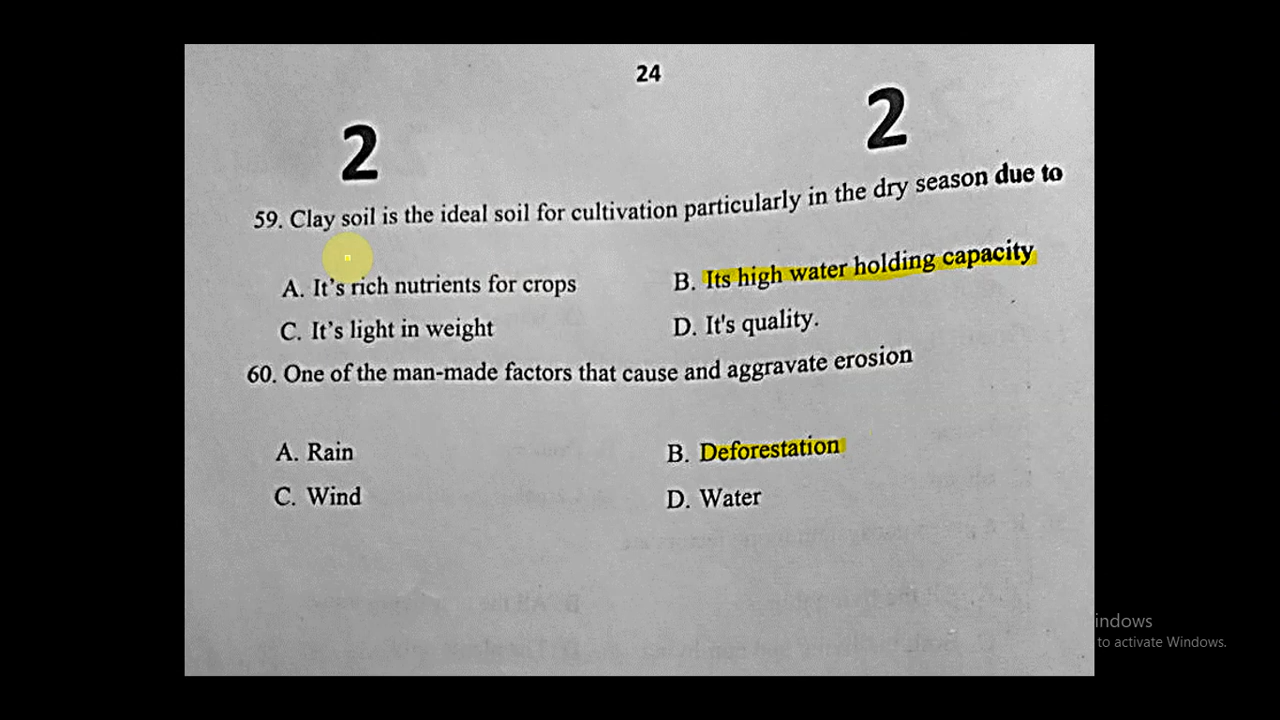 24
2 2
59. Clay soil is the ideal soil for cultivation particularly in the dry season due to
A. It's rich nutrients for crops B. Its high water holding capacity
C. It's light in weight D. It's quality.
60. One of the man-made factors that cause and aggravate erosion
A. Rain B. Deforestation
C. Wind D. Water
indows
to activate Windows.